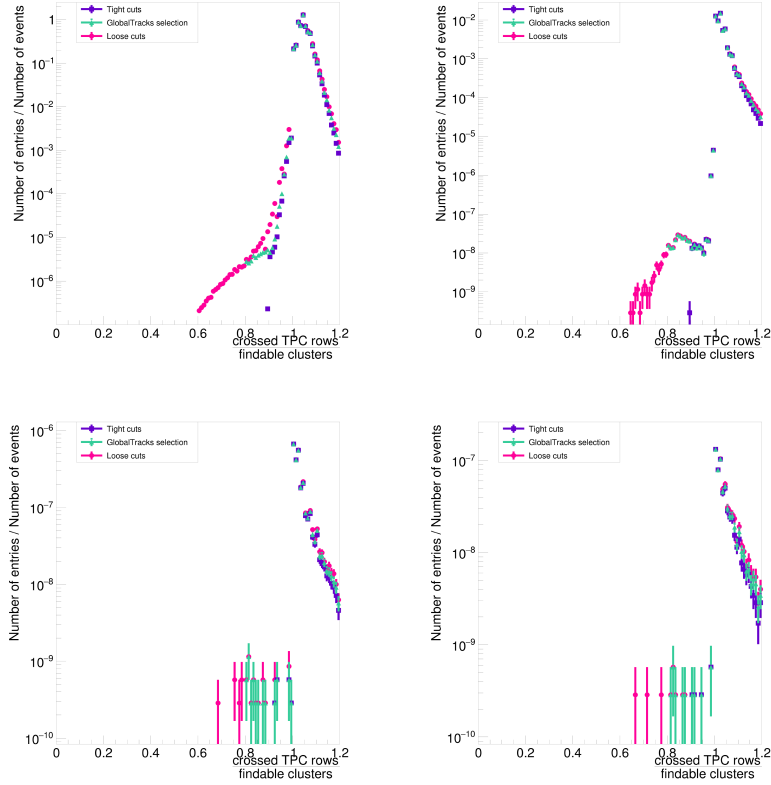 Number of entries / Number of events
Tight cuts
GlobalTracks selection
Loose cuts
1
10⁻¹
10⁻²
10⁻³
10⁻⁴
10⁻⁵
10⁻⁶
0 0.2 0.4 0.6 0.8 1 1.2
crossed TPC rows
findable clusters
Number of entries / Number of events
Tight cuts
GlobalTracks selection
Loose cuts
10⁻²
10⁻³
10⁻⁴
10⁻⁵
10⁻⁶
10⁻⁷
10⁻⁸
10⁻⁹
0 0.2 0.4 0.6 0.8 1 1.2
crossed TPC rows
findable clusters
Number of entries / Number of events
Tight cuts
GlobalTracks selection
Loose cuts
10⁻⁶
10⁻⁷
10⁻⁸
10⁻⁹
10⁻¹⁰
0 0.2 0.4 0.6 0.8 1 1.2
crossed TPC rows
findable clusters
Number of entries / Number of events
Tight cuts
GlobalTracks selection
Loose cuts
10⁻⁷
10⁻⁸
10⁻⁹
10⁻¹⁰
0 0.2 0.4 0.6 0.8 1 1.2
crossed TPC rows
findable clusters